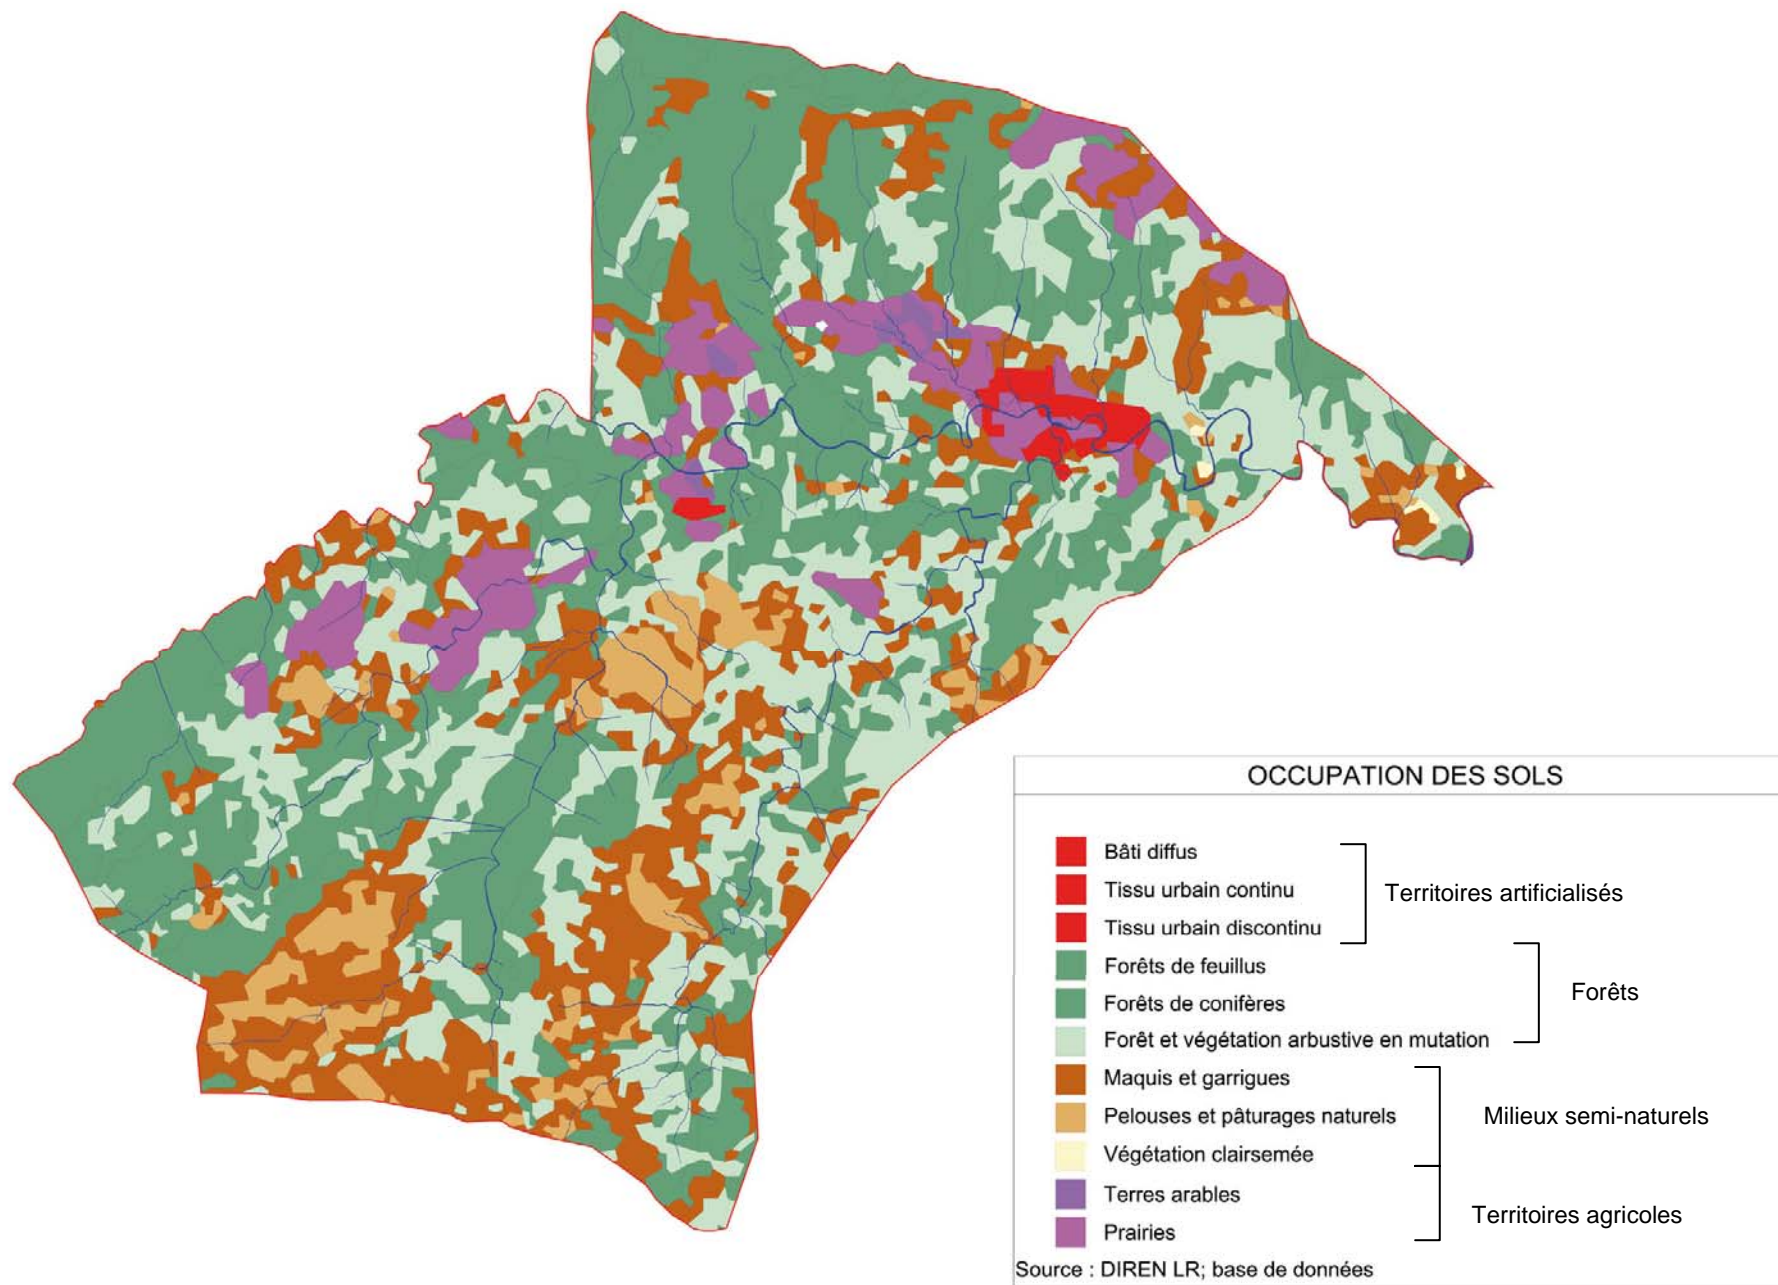 OCCUPATION DES SOLS
Bâti diffus
Tissu urbain continu
Tissu urbain discontinu
Territoires artificialisés
Forêts de feuillus
Forêts de conifères
Forêt et végétation arbustive en mutation
Forêts
Maquis et garrigues
Pelouses et pâturages naturels
Végétation clairsemée
Milieux semi-naturels
Terres arables
Prairies
Territoires agricoles
Source : DIREN LR; base de données